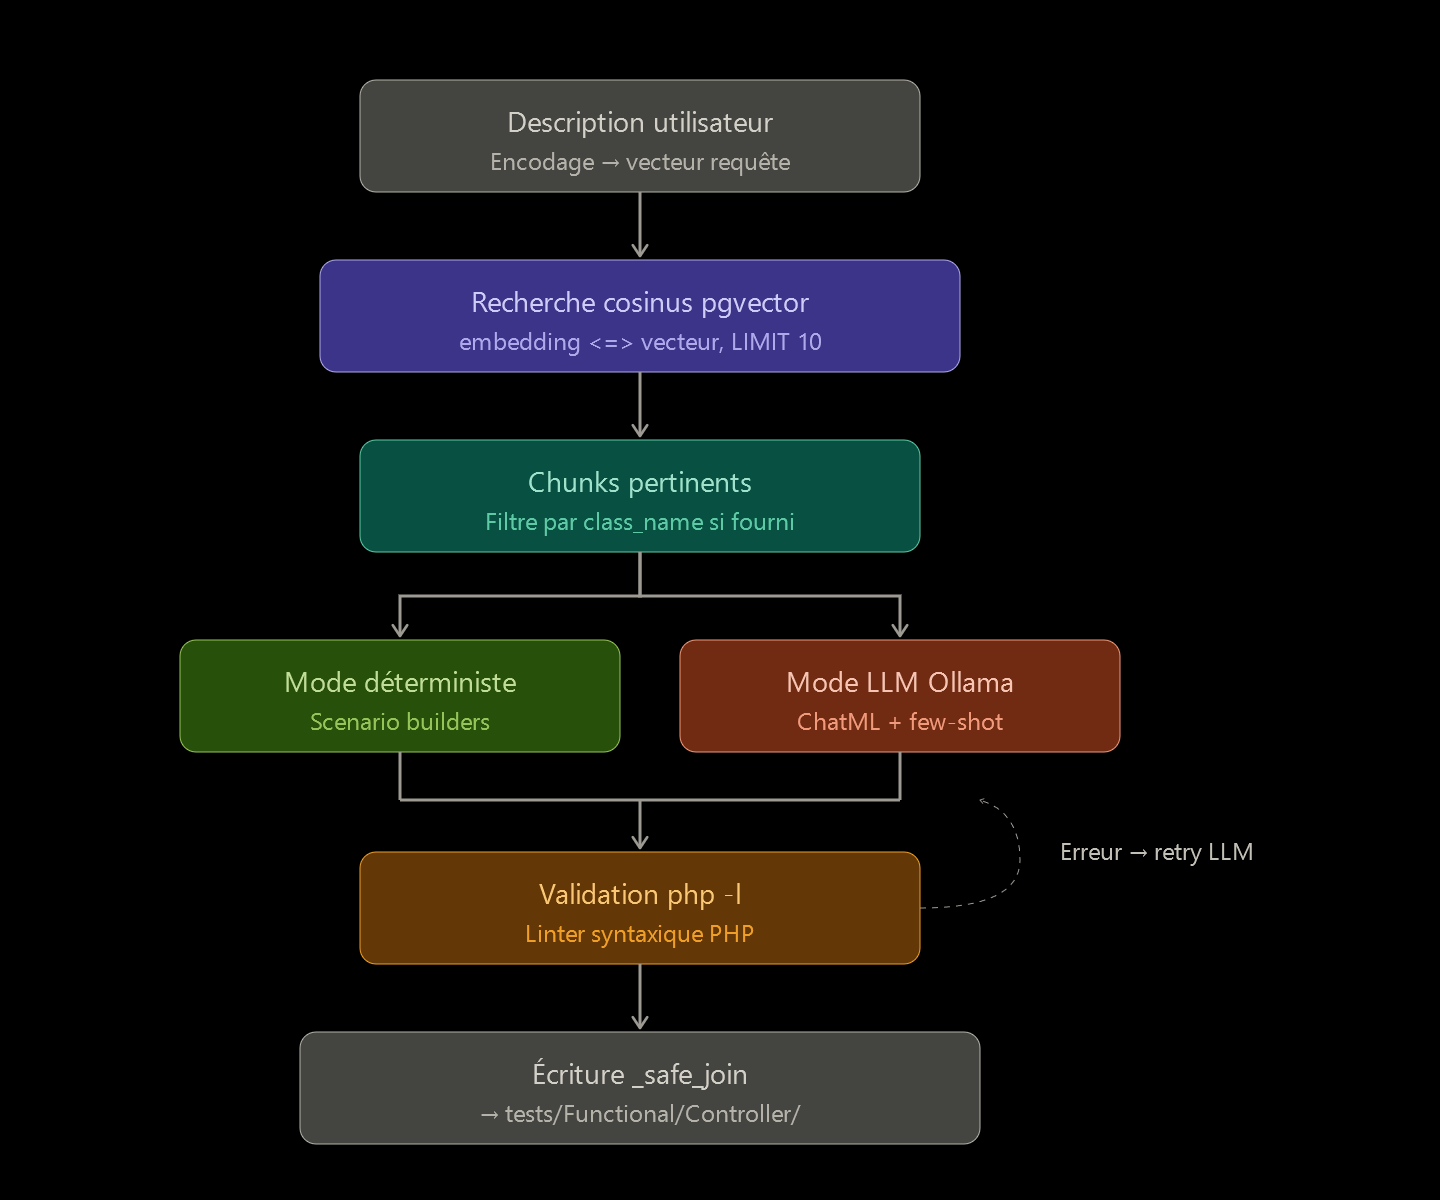 Description utilisateur
Encodage → vecteur requête
Recherche cosinus pgvector
embedding <=> vecteur, LIMIT 10
Chunks pertinents
Filtre par class_name si fourni
Mode déterministe
Scenario builders
Mode LLM Ollama
ChatML + few-shot
Erreur → retry LLM
Validation php -l
Linter syntaxique PHP
Écriture _safe_join
→ tests/Functional/Controller/